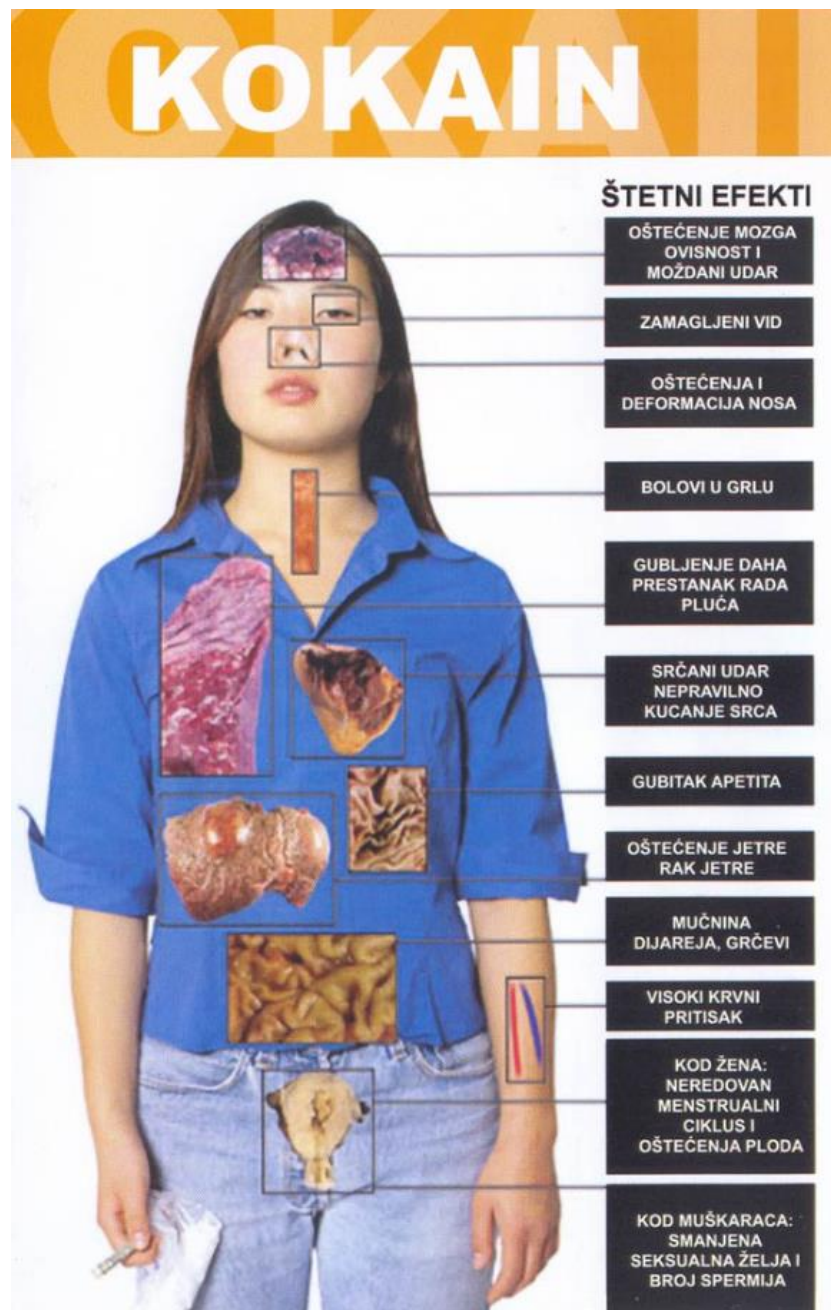 KOKAIN
ŠTETNI EFEKTI
OŠTEĆENJE MOZGA
OVISNOST I
MOŽDANI UDAR
ZAMAGLJENI VID
OŠTEĆENJA I
DEFORMACIJA NOSA
BOLOVI U GRLU
GUBLJENJE DAHA
PRESTANAK RADA
PLUĆA
SRČANI UDAR
NEPRAVILNO
KUCANJE SRCA
GUBITAK APETITA
OŠTEĆENJE JETRE
RAK JETRE
MUČNINA
DIJAREJA, GRČEVI
VISOKI KRVNI
PRITISAK
KOD ŽENA:
NEREDOVAN
MENSTRUALNI
CIKLUS I
OŠTEĆENJA PLODA
KOD MUŠKARACA:
SMANJENA
SEKSUALNA ŽELJA I
BROJ SPERMIJA